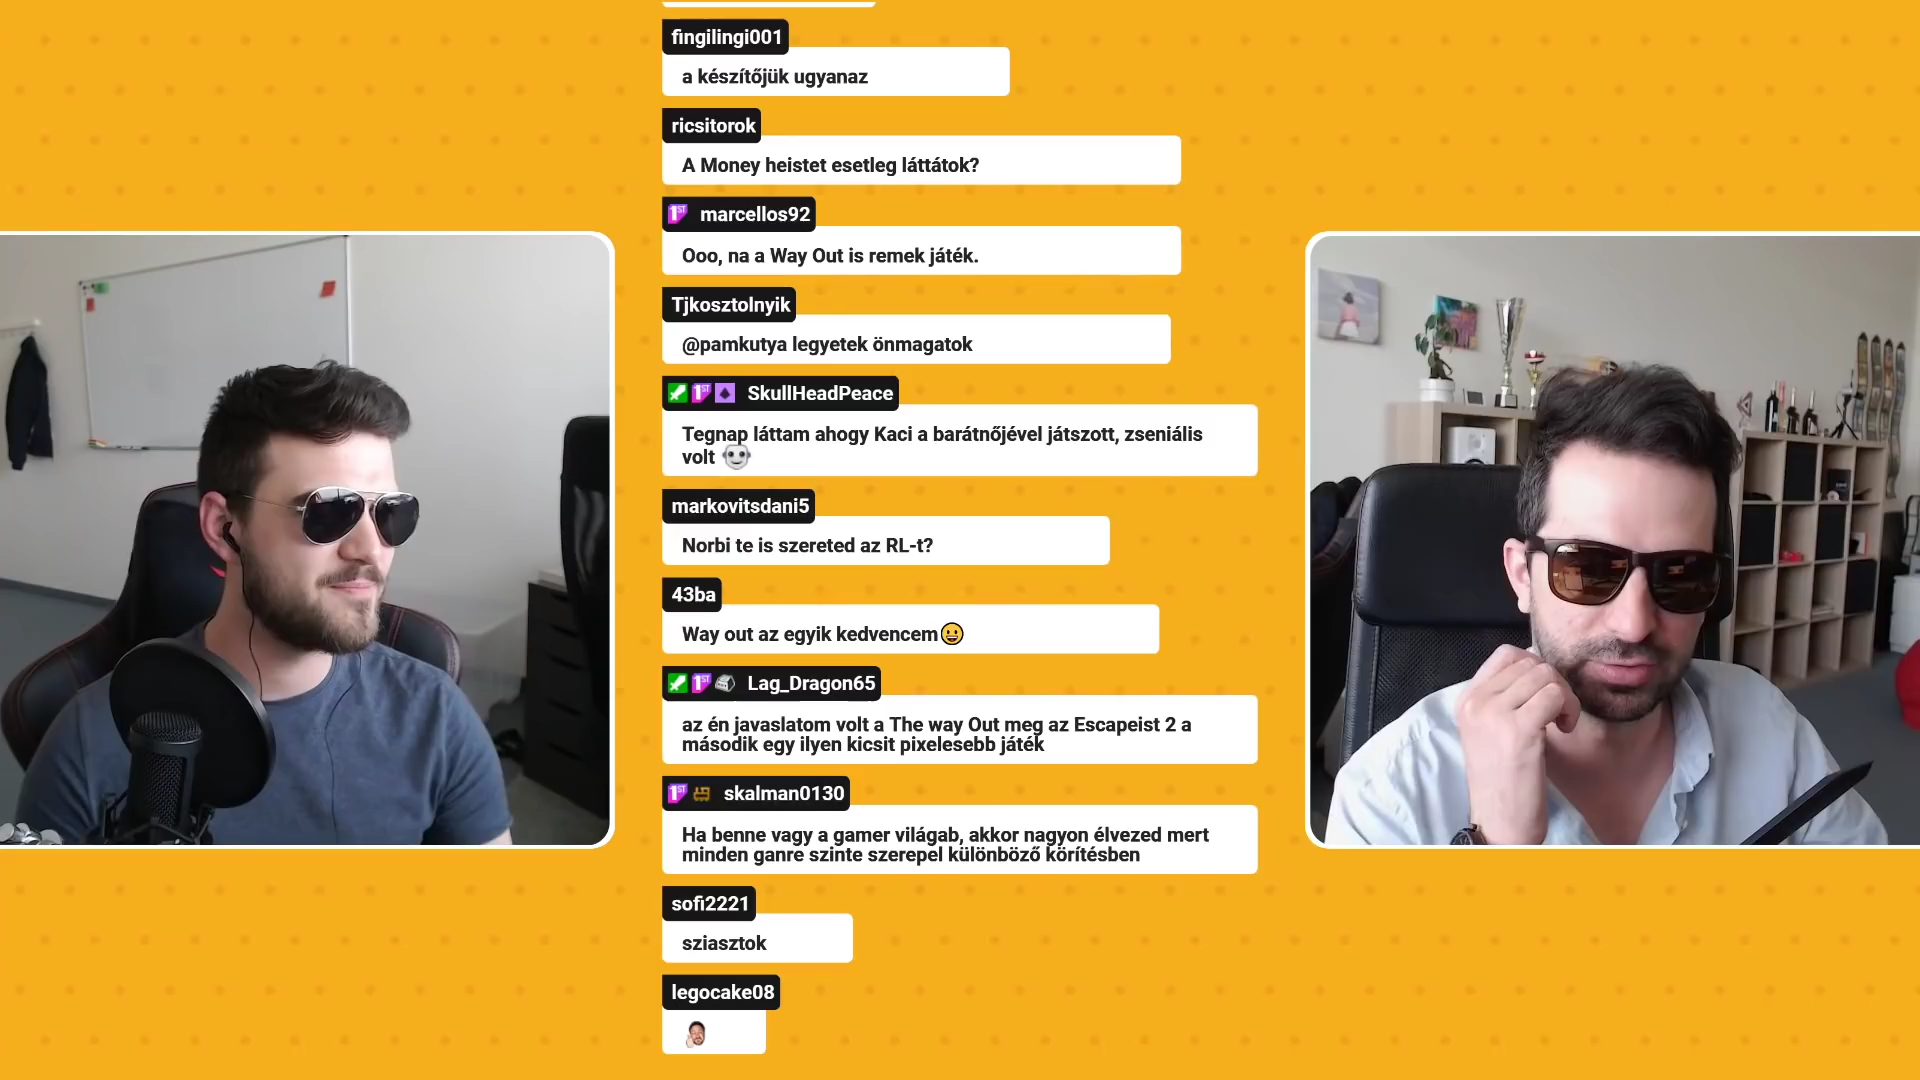 fingilingi001
a készítőjük ugyanaz
ricsitorok
A Money heistet esetleg láttátok?
marcellos92
Ooo, na a Way Out is remek játék.
Tjkosztolnyik
@pamkutya legyetek önmagatok
SkullHeadPeace
Tegnap láttam ahogy Kaci a barátnőjével játszott, zseniális
volt
markovitsdani5
Norbi te is szereted az RL-t?
43ba
Way out az egyik kedvencem
Lag_Dragon65
az én javaslatom volt a The way Out meg az Escapeist 2 a
második egy ilyen kicsit pixelesebb játék
skalman0130
Ha benne vagy a gamer világab, akkor nagyon élvezed mert
minden ganre szinte szerepel különböző körítésben
sofi2221
sziasztok
legocake08